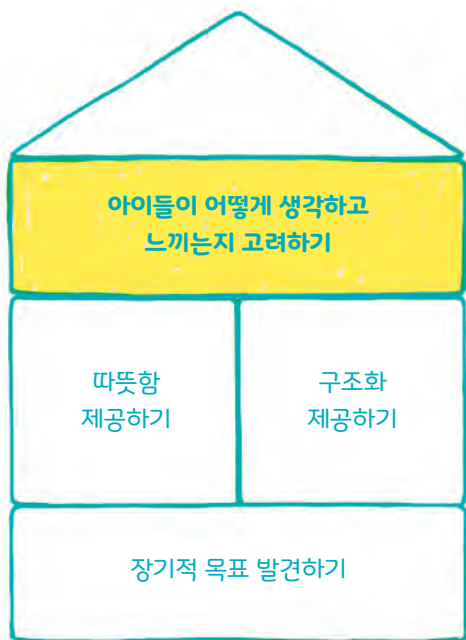 아이들이 어떻게 생각하고
느끼는지 고려하기
따뜻함
제공하기
구조화
제공하기
장기적 목표 발견하기